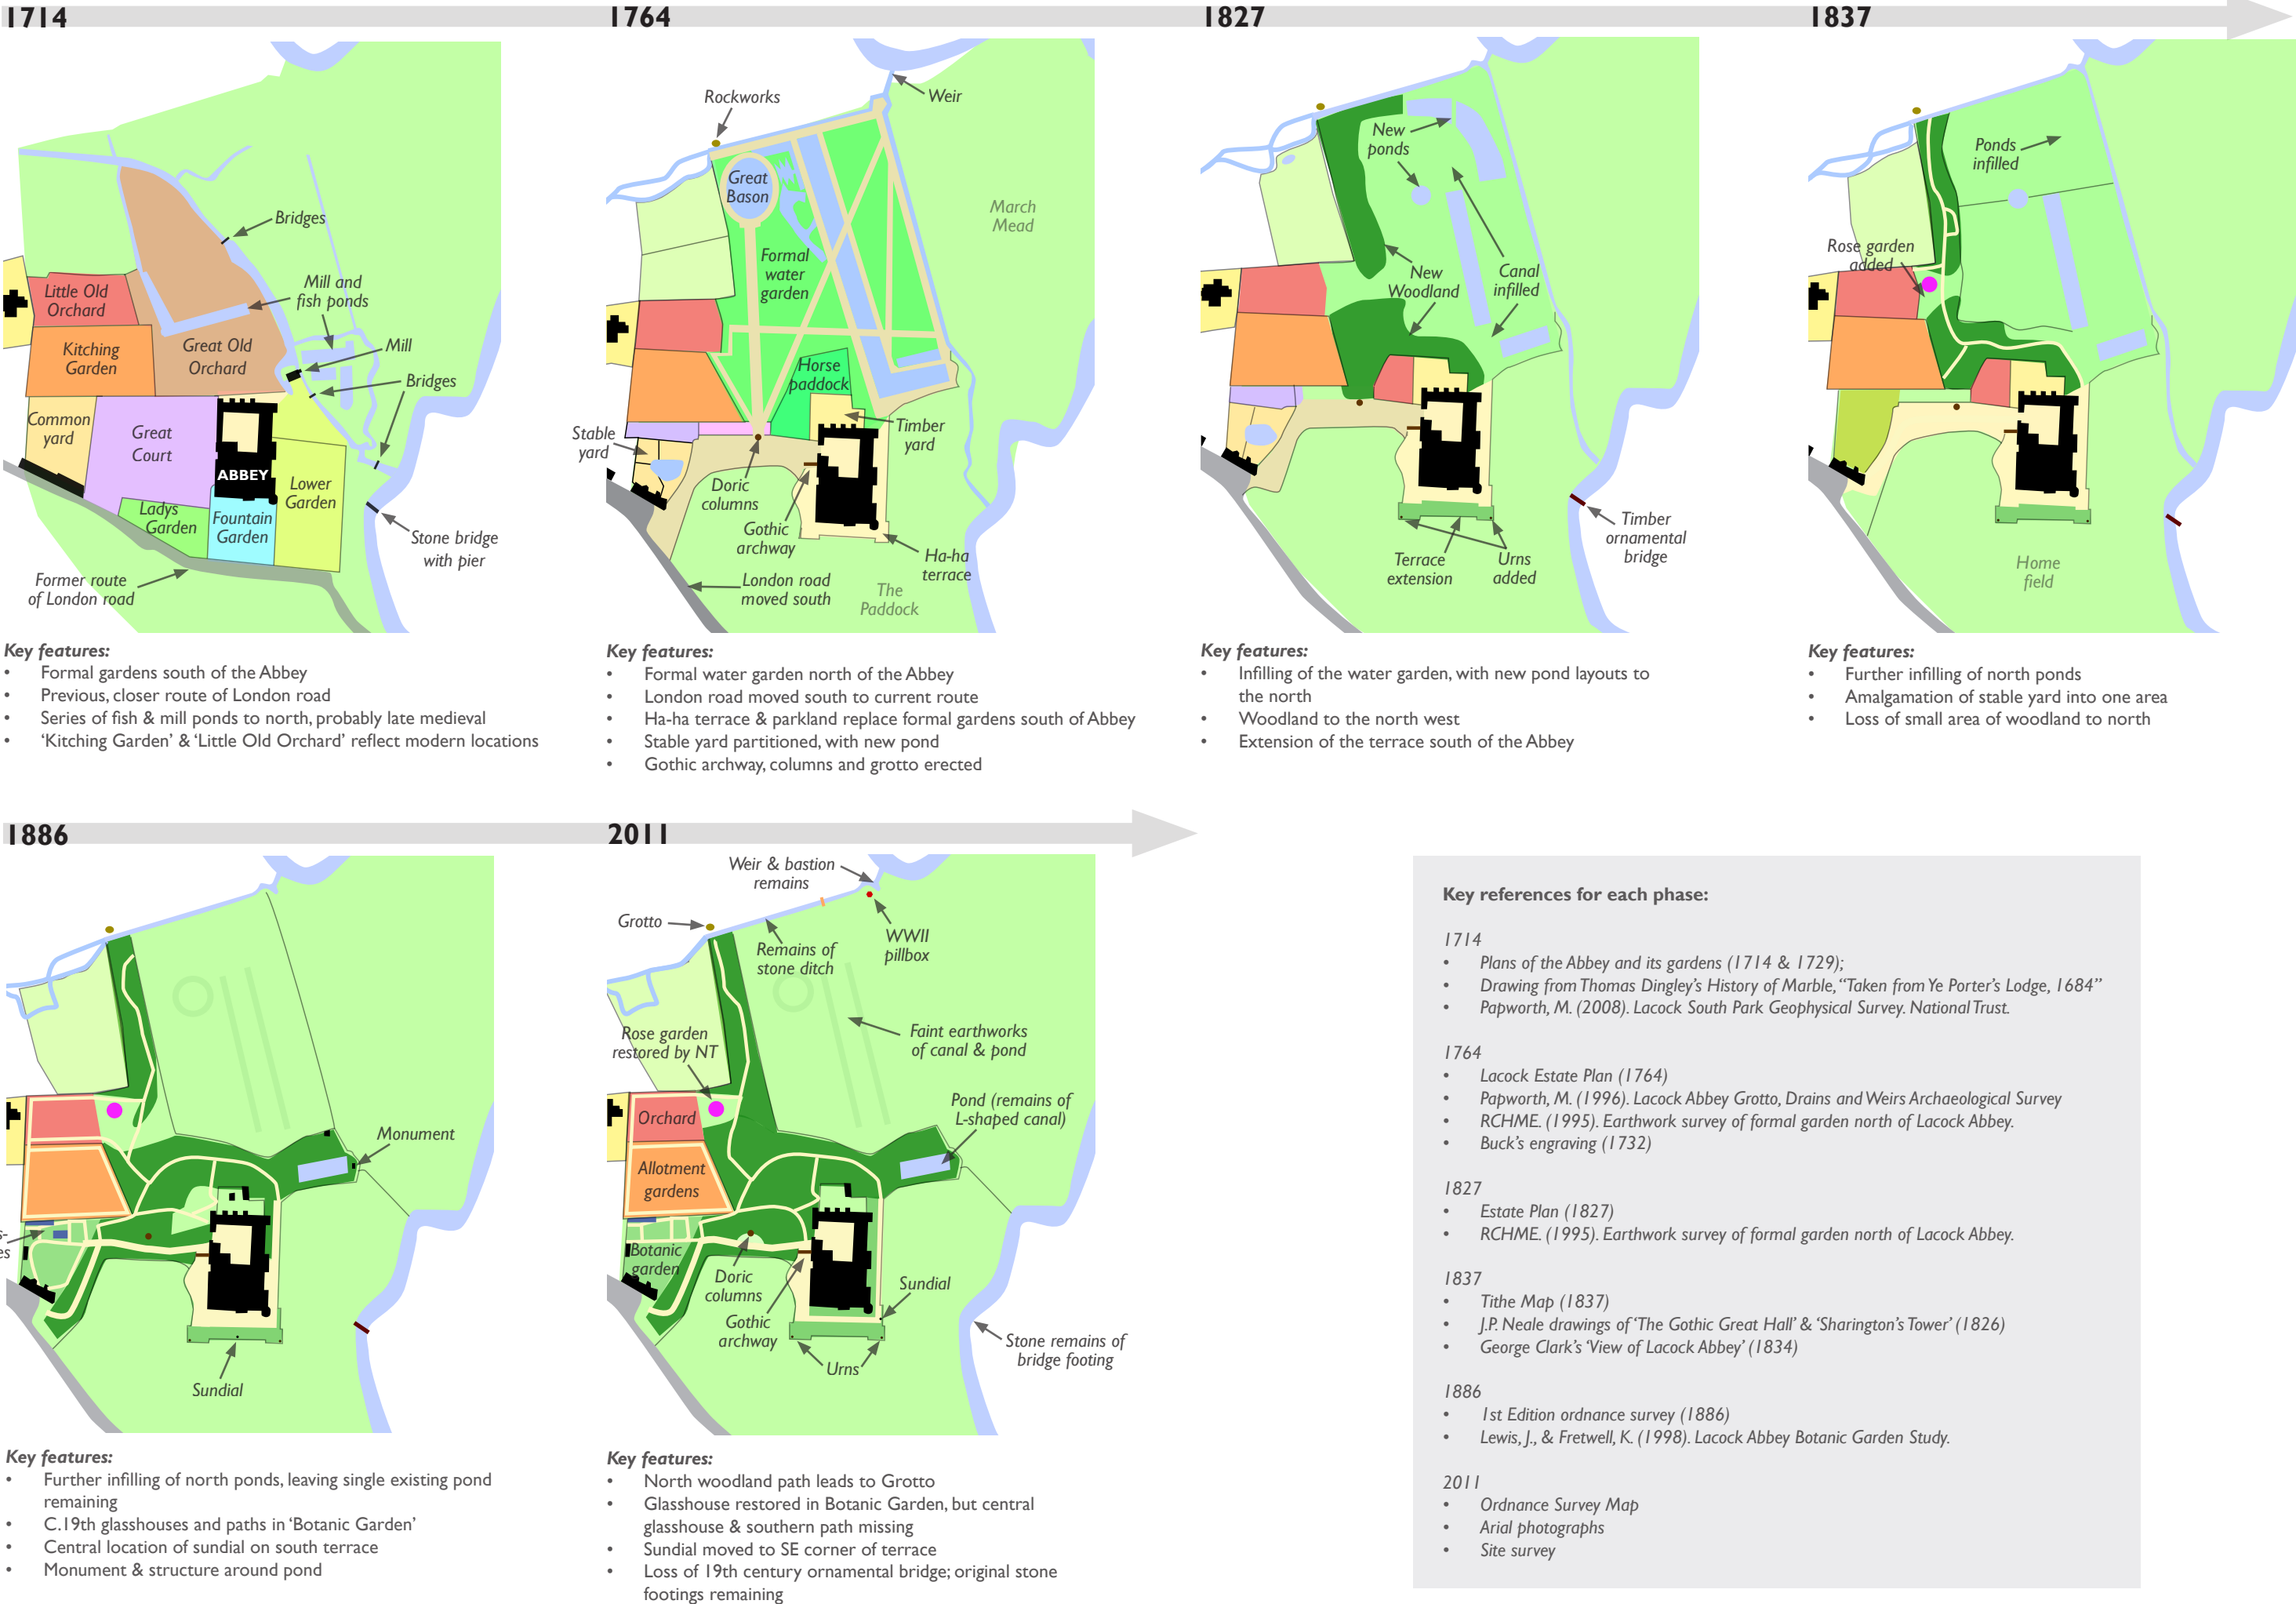 1714
Bridges
Mill and
fish ponds
Little Old
Orchard
Kitching
Garden
Great Old
Orchard
Mill
Bridges
Common
yard
Great
Court
ABBEY
Lower
Garden
Ladys
Garden
Fountain
Garden
Stone bridge
with pier
Former route
of London road
Key features:
• Formal gardens south of the Abbey
• Previous, closer route of London road
• Series of fish & mill ponds to north, probably late medieval
• ‘Kitching Garden’ & ‘Little Old Orchard’ reflect modern locations
1764
Rockworks
Weir
Great
Bason
March
Mead
Formal
water
garden
Horse
paddock
Timber
yard
Stable
yard
Doric
columns
Gothic
archway
Ha-ha
terrace
London road
moved south
The
Paddock
Key features:
• Formal water garden north of the Abbey
• London road moved south to current route
• Ha-ha terrace & parkland replace formal gardens south of Abbey
• Stable yard partitioned, with new pond
• Gothic archway, columns and grotto erected
1827
New
ponds
New
Woodland
Canal
infilled
Timber
ornamental
bridge
Terrace
extension
Urns
added
Key features:
• Infilling of the water garden, with new pond layouts to
the north
• Woodland to the north west
• Extension of the terrace south of the Abbey
1837
Ponds
infilled
Rose garden
added
Home
field
Key features:
• Further infilling of north ponds
• Amalgamation of stable yard into one area
• Loss of small area of woodland to north
1886
Monument
s-
es
Sundial
Key features:
• Further infilling of north ponds, leaving single existing pond
remaining
• C.19th glasshouses and paths in ‘Botanic Garden’
• Central location of sundial on south terrace
• Monument & structure around pond
2011
Weir & bastion
remains
Grotto
Remains of
stone ditch
WWII
pillbox
Rose garden
restored by NT
Faint earthworks
of canal & pond
Pond (remains of
L-shaped canal)
Orchard
Allotment
gardens
Botanic
garden
Doric
columns
Gothic
archway
Sundial
Urns
Stone remains of
bridge footing
Key features:
• North woodland path leads to Grotto
• Glasshouse restored in Botanic Garden, but central
glasshouse & southern path missing
• Sundial moved to SE corner of terrace
• Loss of 19th century ornamental bridge; original stone
footings remaining
Key references for each phase:
1714
• Plans of the Abbey and its gardens (1714 & 1729);
• Drawing from Thomas Dingley’s History of Marble, “Taken from Ye Porter’s Lodge, 1684”
• Papworth, M. (2008). Lacock South Park Geophysical Survey. National Trust.
1764
• Lacock Estate Plan (1764)
• Papworth, M. (1996). Lacock Abbey Grotto, Drains and Weirs Archaeological Survey
• RCHME. (1995). Earthwork survey of formal garden north of Lacock Abbey.
• Buck’s engraving (1732)
1827
• Estate Plan (1827)
• RCHME. (1995). Earthwork survey of formal garden north of Lacock Abbey.
1837
• Tithe Map (1837)
• J.P. Neale drawings of ‘The Gothic Great Hall’ & ‘Sharington’s Tower’ (1826)
• George Clark’s ‘View of Lacock Abbey’ (1834)
1886
• 1st Edition ordnance survey (1886)
• Lewis, J., & Fretwell, K. (1998). Lacock Abbey Botanic Garden Study.
2011
• Ordnance Survey Map
• Arial photographs
• Site survey